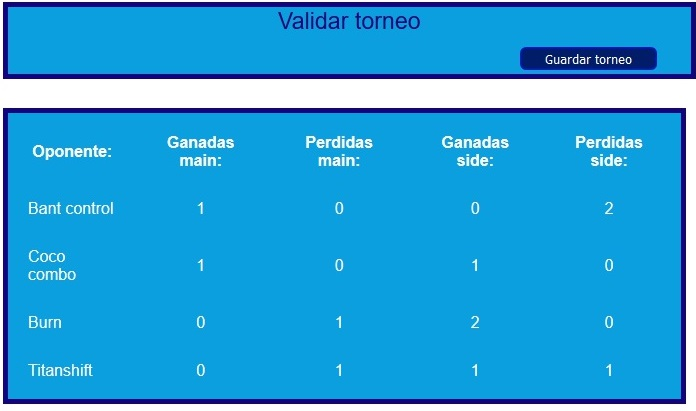 Validar torneo
Guardar torneo
Oponente: Ganadas main: Perdidas main: Ganadas side: Perdidas side:
Bant control 1 0 0 2
Coco combo 1 0 1 0
Burn 0 1 2 0
Titanshift 0 1 1 1